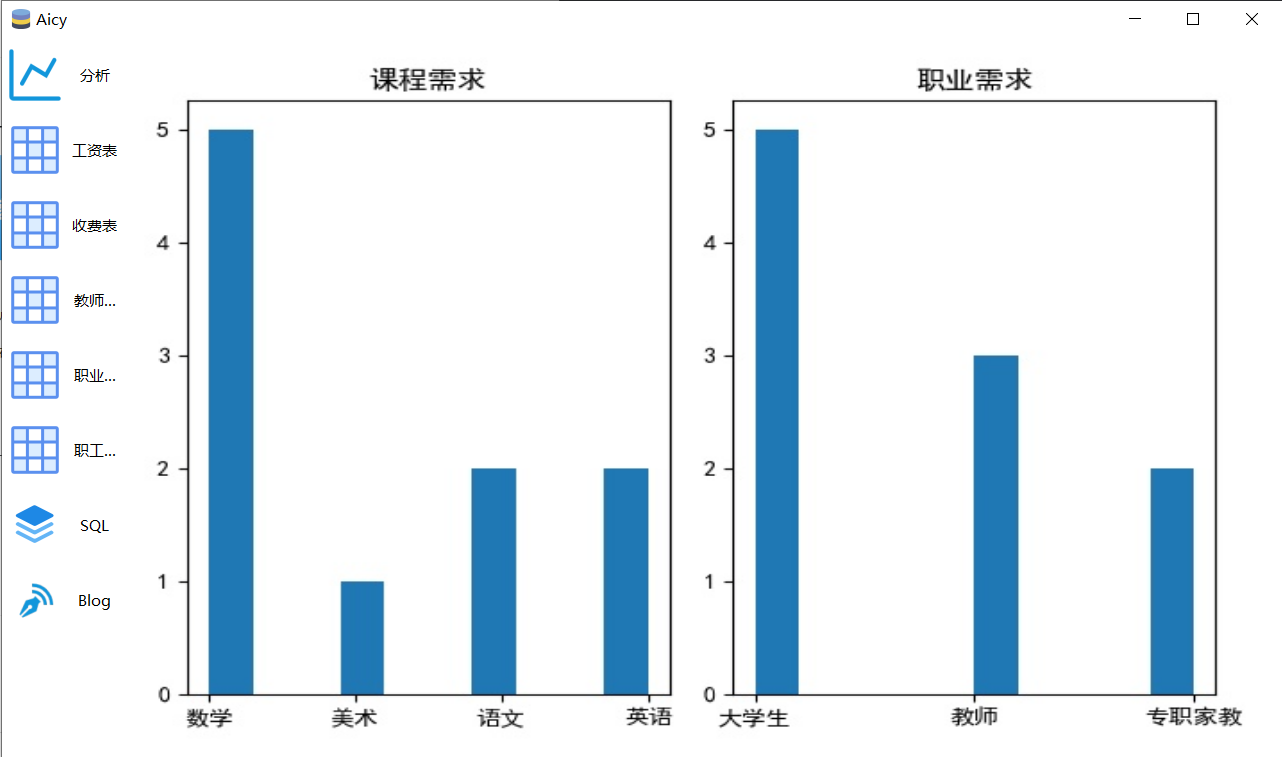 Aicy
分析
工资表
收费表
教师...
职业...
职工...
SQL
Blog
课程需求
5
4
3
2
1
0
数学 美术 语文 英语
职业需求
5
4
3
2
1
0
大学生 教师 专职家教